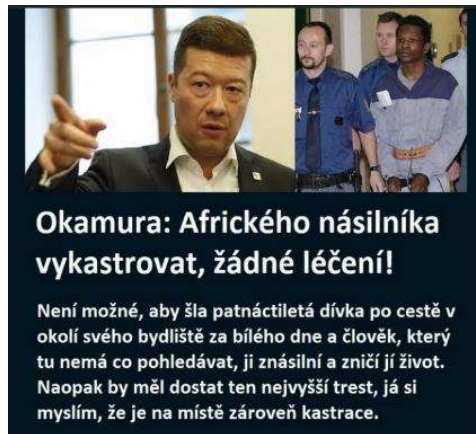 Okamura: Afrického násilníka
vykastrovat, žádné léčení!
Není možné, aby šla patnáctiletá dívka po cestě v
okolí svého bydliště za bílého dne a člověk, který
tu nemá co pohledávat, ji znásilní a zničí jí život.
Naopak by měl dostat ten nejvyšší trest, já si
myslím, že je na místě zároveň kastrace.